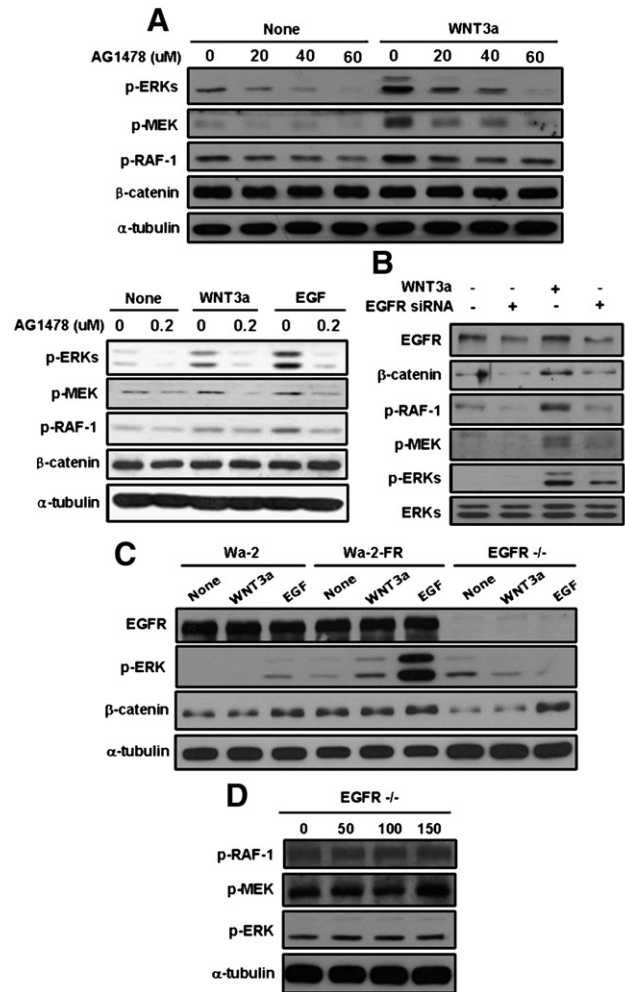 A
None WNT3a
AG1478 (uM) 0 20 40 60 0 20 40 60
p-ERKs
p-MEK
p-RAF-1
β-catenin
α-tubulin
None WNT3a EGF
AG1478 (uM) 0 0.2 0 0.2 0 0.2
p-ERKs
p-MEK
p-RAF-1
β-catenin
α-tubulin
B
WNT3a - - + -
EGFR siRNA - + - +
EGFR
β-catenin
p-RAF-1
p-MEK
p-ERKs
ERKs
C
Wa-2 Wa-2-FR EGFR -/-
None WNT3a EGF None WNT3a EGF None WNT3a EGF
EGFR
p-ERK
β-catenin
α-tubulin
D
EGFR -/-
0 50 100 150
p-RAF-1
p-MEK
p-ERK
α-tubulin